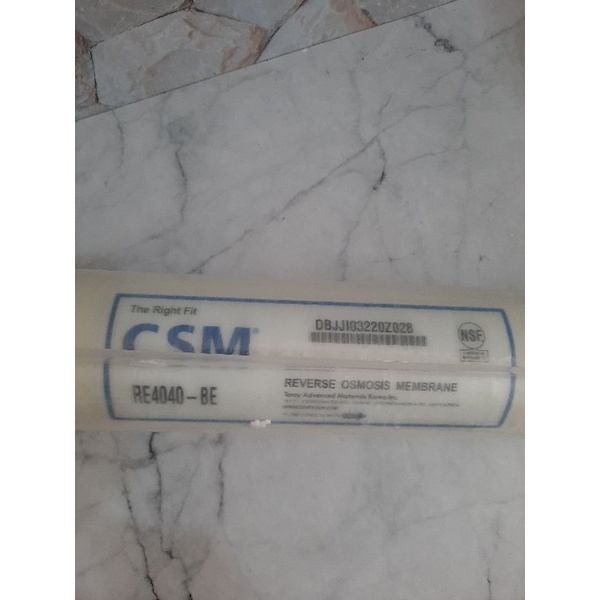 The Right Fit
CSM®
DBJJI03220Z028
NSF
RE4040-BE
REVERSE OSMOSIS MEMBRANE
Toray Advanced Materials Korea Inc.